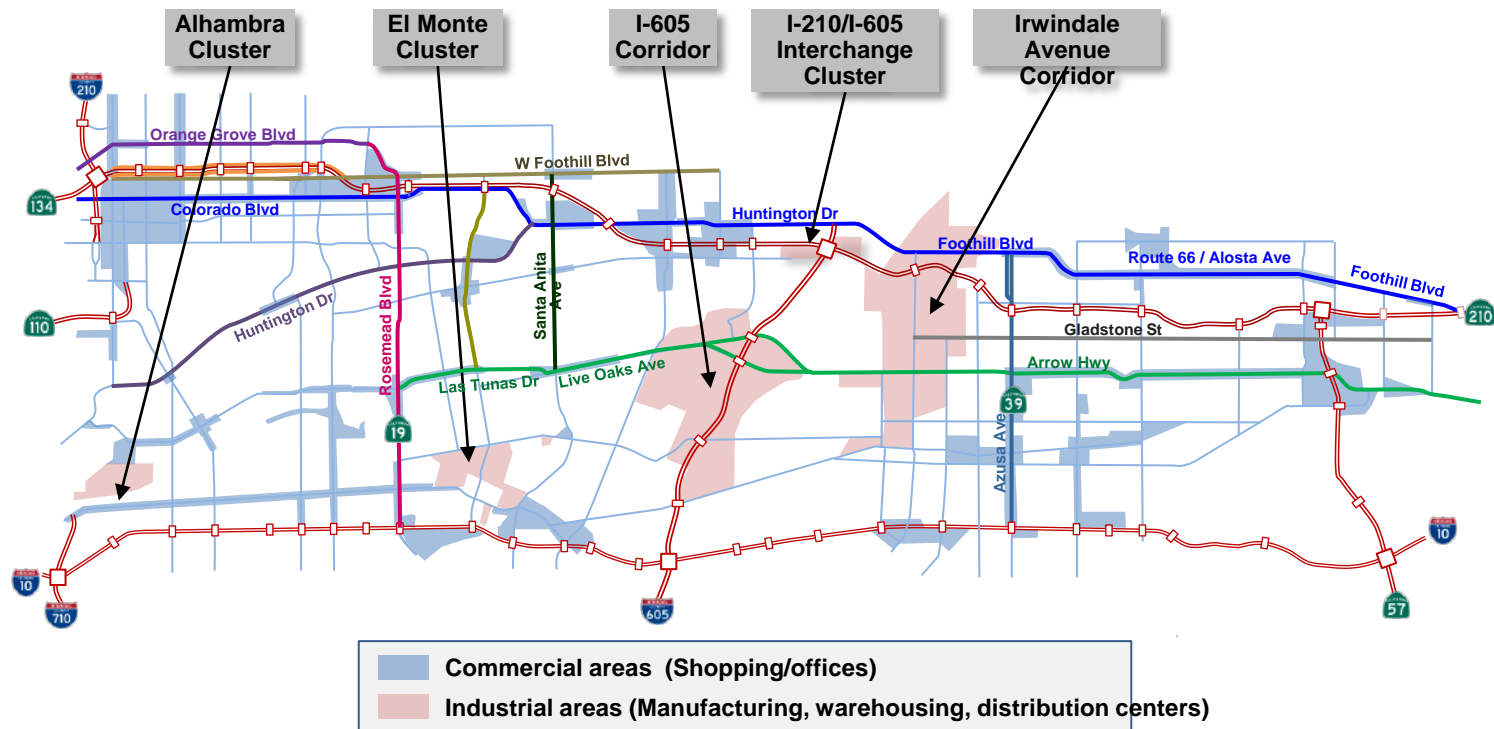 Alhambra
Cluster
El Monte
Cluster
I-605
Corridor
I-210/I-605
Interchange
Cluster
Irwindale
Avenue
Corridor
210
Orange Grove Blvd
W Foothill Blvd
134
Colorado Blvd
Huntington Dr
Foothill Blvd
Route 66 / Alosta Ave
Foothill Blvd
Santa Anita
Ave
Rosemead Blvd
Huntington Dr
110
210
Gladstone St
Las Tunas Dr
Live Oaks Ave
Arrow Hwy
19
39
Azusa Ave
10
710
605
10
57
Commercial areas (Shopping/offices)
Industrial areas (Manufacturing, warehousing, distribution centers)